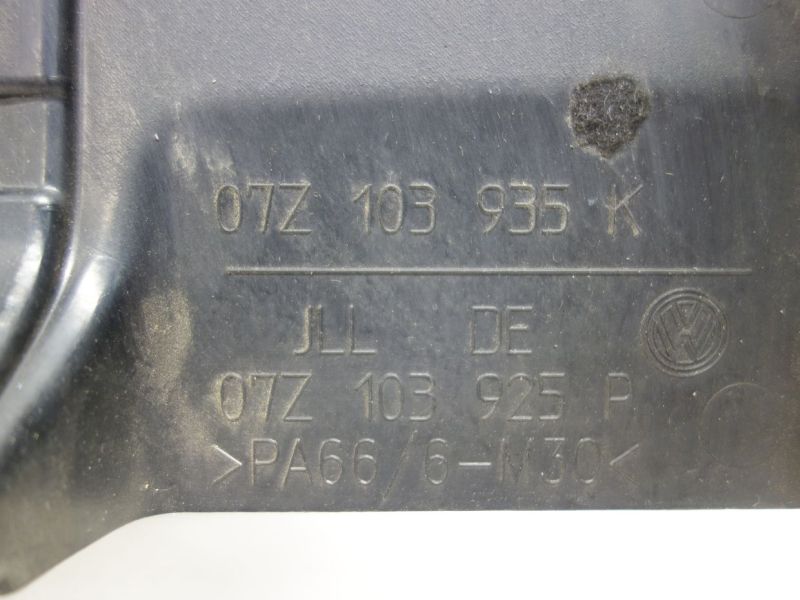 07Z 103 935 K
JLL DE
07Z 103 925 P
>PA66/6-M30<